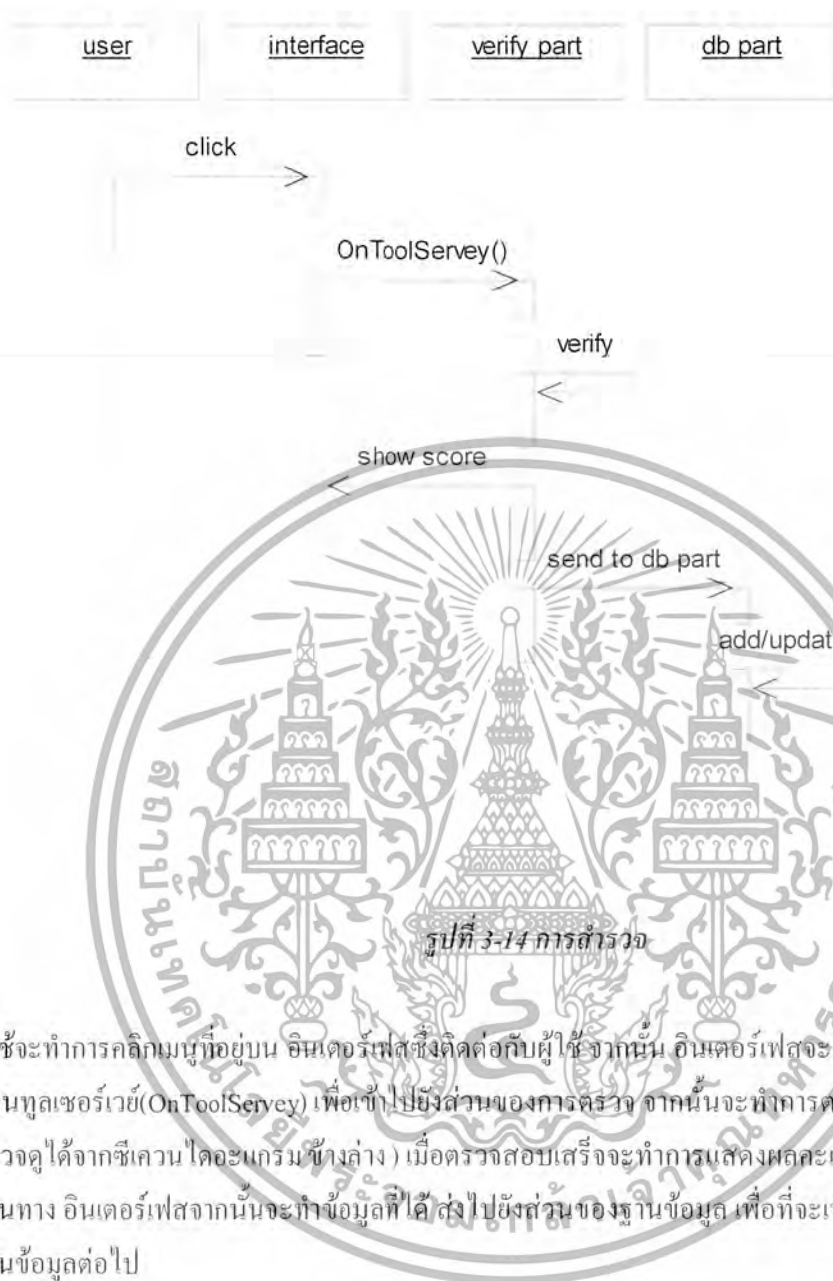 user interface verify part db part
click
OnToolServey()
verify
show score
send to db part
add/updat
รูปที่ 3-14 การสำรวจ
ช้จะทำการคลิกเมนูที่อยู่บน อินเตอร์เฟสซึ่งติดต่อกับผู้ใช้ จากนั้น อินเตอร์เฟสจะ
นทูลเซอร์เวย์(OnToolServey) เพื่อเข้าไปยังส่วนของการตรวจ จากนั้นจะทำการต
วจดูได้จากซีเควนไดอะแกรม ข้างล่าง ) เมื่อตรวจสอบเสร็จจะทำการแสดงผลคะแ
นทาง อินเตอร์เฟสจากนั้นจะทำข้อมูลที่ได้ ส่งไปยังส่วนของฐานข้อมูล เพื่อที่จะเ
นข้อมูลต่อไป